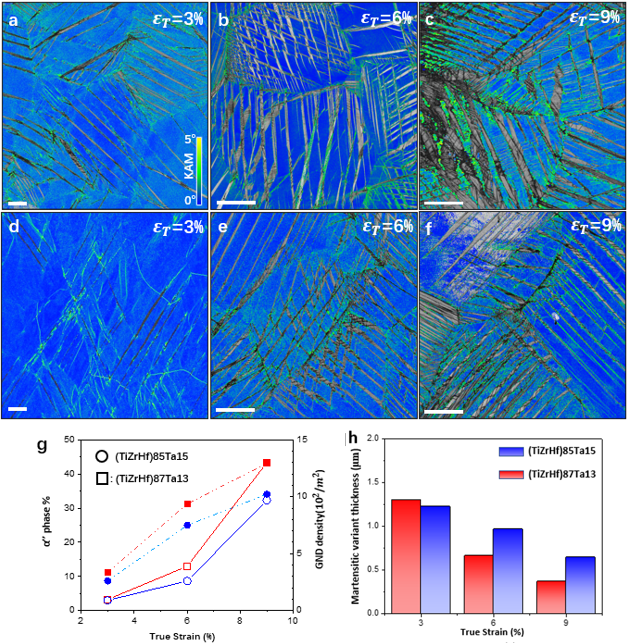 a
εT=3%
b
εT=6%
c
εT=9%
5°
KAM
0°
d
εT=3%
e
εT=6%
f
εT=9%
g
50
40
30
20
10
0
α'' phase %
(TiZrHf)85Ta15
: (TiZrHf)87Ta13
15
10
5
0
GND density(10²/m²)
2
4
6
8
10
True Strain (%)
h
2.0
1.5
1.0
0.5
0.0
Martensitic variant thickness (μm)
(TiZrHf)85Ta15
(TiZrHf)87Ta13
3
6
9
True Strain (%)